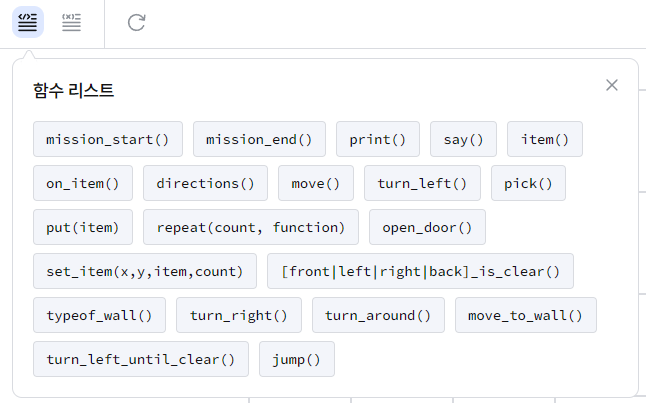 함수 리스트
mission_start() mission_end() print() say() item()
on_item() directions() move() turn_left() pick()
put(item) repeat(count, function) open_door()
set_item(x,y,item,count) [front|left|right|back]_is_clear()
typeof_wall() turn_right() turn_around() move_to_wall()
turn_left_until_clear() jump()